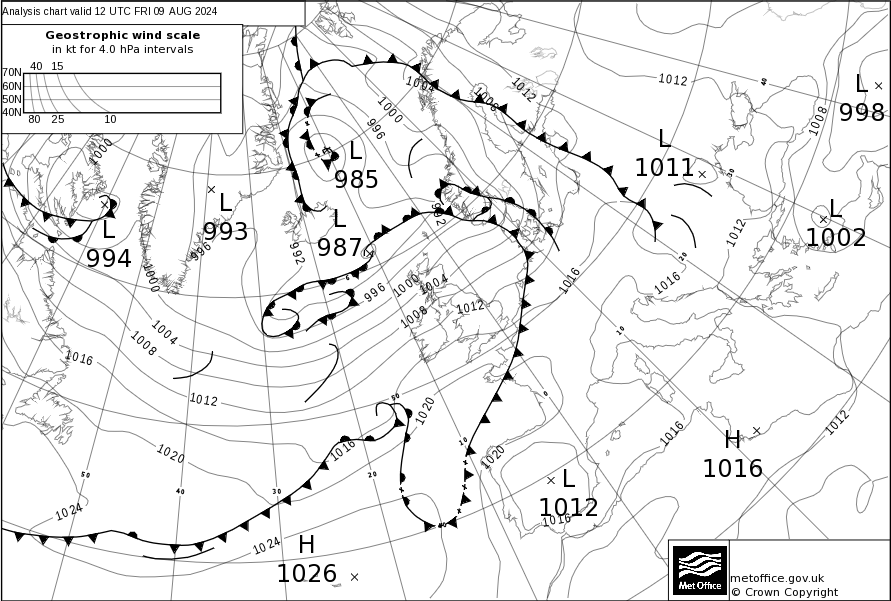 Analysis chart valid 12 UTC FRI 09 AUG 2024
Geostrophic wind scale
in kt for 4.0 hPa intervals
40 15
70N
60N
50N
40N
80 25 10
1004
1012
1008
1000
996
1012
40
1008
L
998
1000
L
985
L
1011
30
L
994
L
993
996
L
987
992
992
L
1002
1012
20
1000
996
1000
1004
1008
1012
1016
1016
10
1004
1008
1016
1012
0
50
1020
1016
1020
1016
H
1016
1012
10
1020
50
40
30
20
L
1012
1016
1024
1024
40
H
1026
Met Office
metoffice.gov.uk
© Crown Copyright